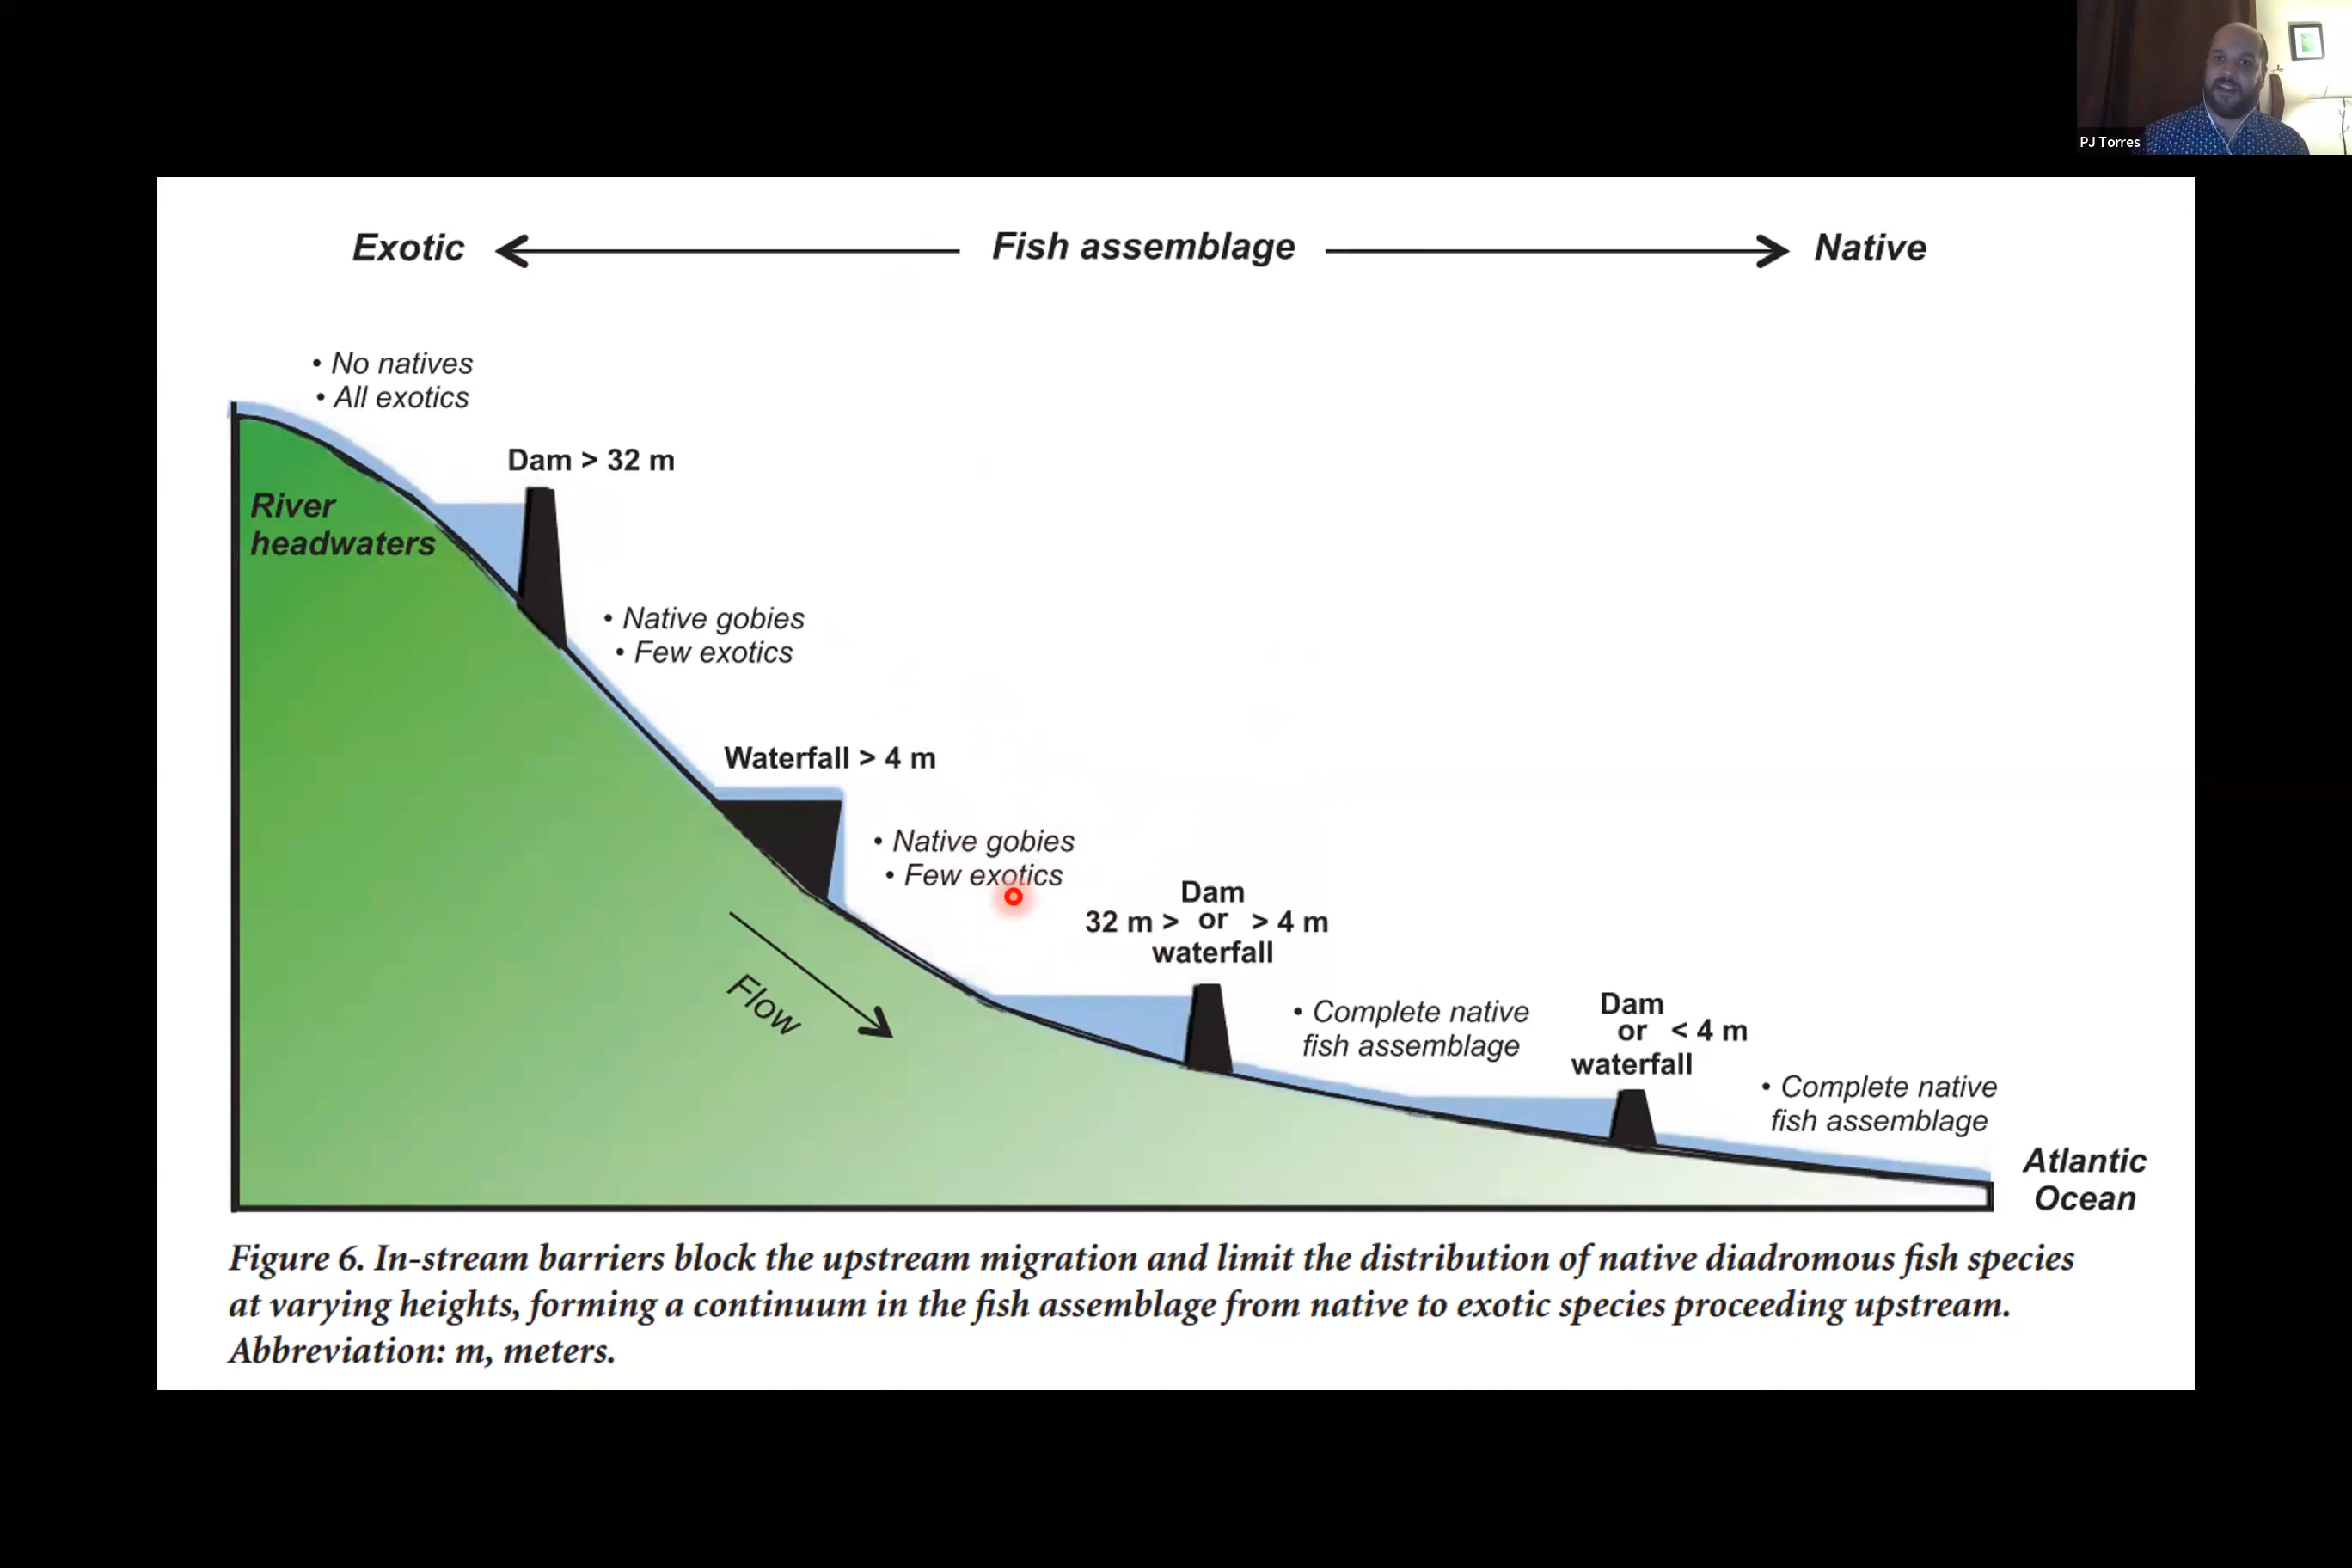 PJ Torres
Exotic
Fish assemblage
Native
• No natives
• All exotics
Dam > 32 m
River
headwaters
• Native gobies
• Few exotics
Waterfall > 4 m
• Native gobies
• Few exotics
Dam
32 m > or > 4 m
waterfall
Flow
• Complete native
fish assemblage
Dam
or < 4 m
waterfall
• Complete native
fish assemblage
Atlantic
Ocean
Figure 6. In-stream barriers block the upstream migration and limit the distribution of native diadromous fish species
at varying heights, forming a continuum in the fish assemblage from native to exotic species proceeding upstream.
Abbreviation: m, meters.